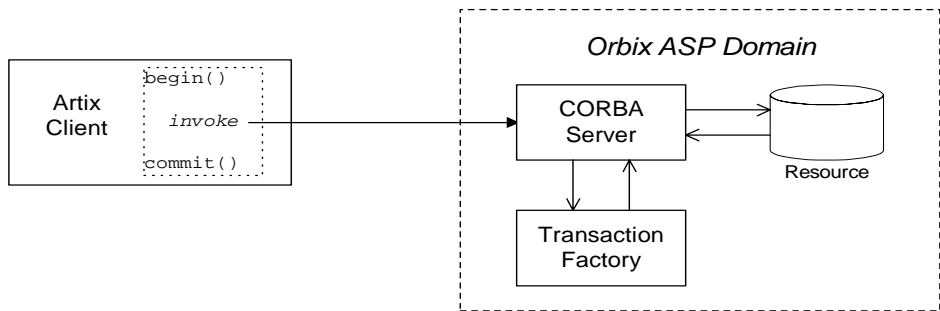 Orbix ASP Domain
Artix
Client
begin()
invoke
commit()
CORBA
Server
Resource
Transaction
Factory